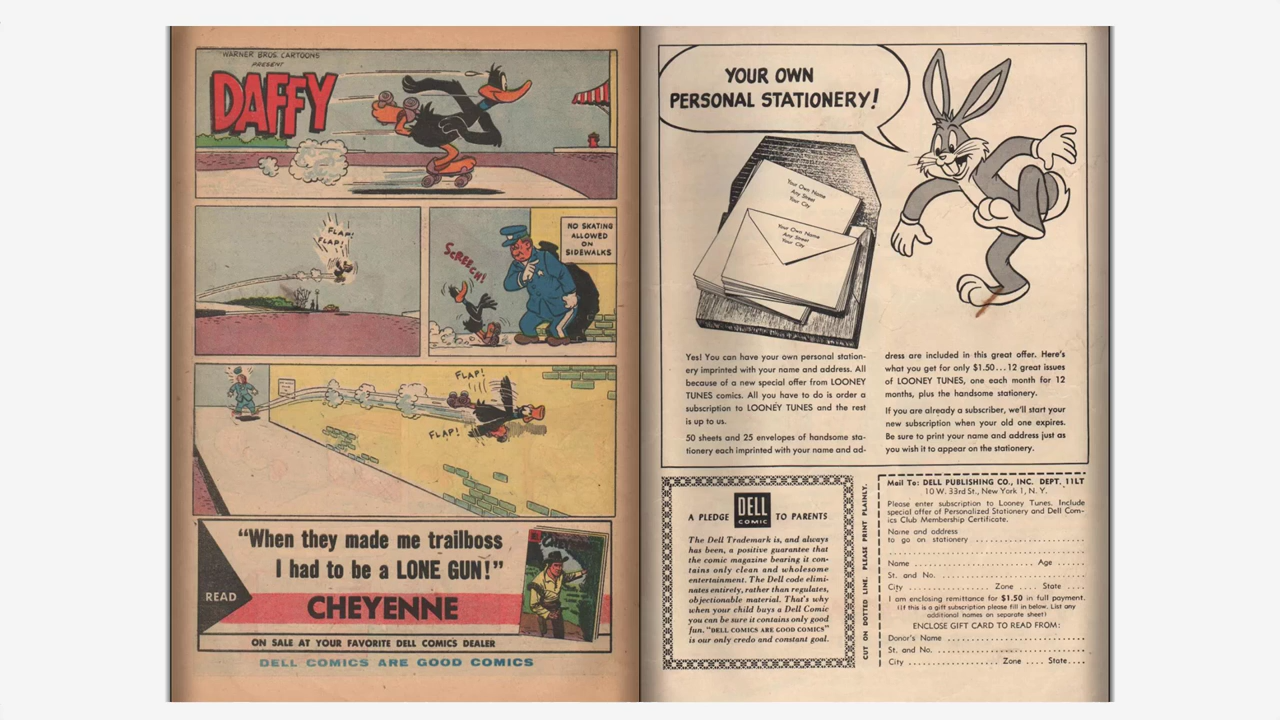 WARNER BROS. CARTOONS
PRESENT
DAFFY
FLAP!
FLAP!
SCREECH!
NO SKATING
ALLOWED
ON
SIDEWALKS
FLAP!
FLAP!
"When they made me trailboss
I had to be a LONE GUN!"
READ
CHEYENNE
ON SALE AT YOUR FAVORITE DELL COMICS DEALER
DELL COMICS ARE GOOD COMICS
YOUR OWN
PERSONAL STATIONERY!
Your Own Name
Any Street
Your City
Your Own Name
Any Street
Your City
Yes! You can have your own personal station-
ery imprinted with your name and address. All
because of a new special offer from LOONEY
TUNES comics. All you have to do is order a
subscription to LOONEY TUNES and the rest
is up to us.
50 sheets and 25 envelopes of handsome sta-
tionery each imprinted with your name and ad-
dress are included in this great offer. Here's
what you get for only $1.50...12 great issues
of LOONEY TUNES, one each month for 12
months, plus the handsome stationery.
If you are already a subscriber, we'll start your
new subscription when your old one expires.
Be sure to print your name and address just as
you wish it to appear on the stationery.
A PLEDGE DELL COMIC TO PARENTS
The Dell Trademark is, and always
has been, a positive guarantee that
the comic magazine bearing it con-
tains only clean and wholesome
entertainment. The Dell code elimi-
nates entirely, rather than regulates,
objectionable material. That's why
when your child buys a Dell Comic
you can be sure it contains only good
fun. "DELL COMICS ARE GOOD COMICS"
is our only credo and constant goal.
CUT ON DOTTED LINE. PLEASE PRINT PLAINLY.
Mail To: DELL PUBLISHING CO., INC. DEPT. 11LT
10 W. 33rd St., New York 1, N. Y.
Please enter subscription to Looney Tunes. Include
special offer of Personalized Stationery and Dell Com-
ics Club Membership Certificate.
Name and address
to go on stationery
Name Age
St. and No.
City Zone State
I am enclosing remittance for $1.50 in full payment.
(If this is a gift subscription please fill in below. List any
additional names on separate sheet)
ENCLOSE GIFT CARD TO READ FROM:
Donor's Name
St. and No.
City Zone State